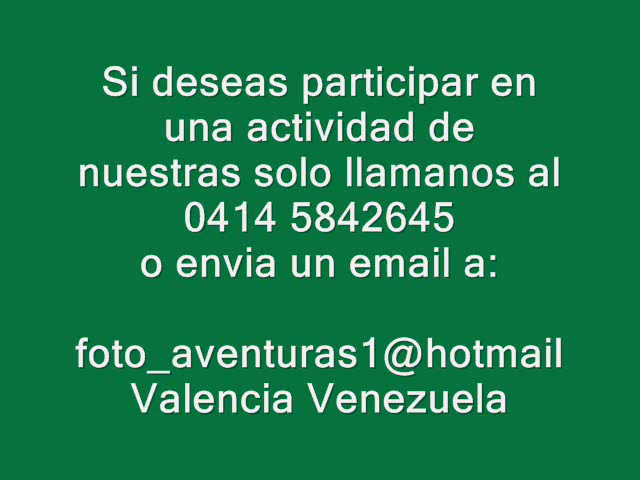 Si deseas participar en
una actividad de
nuestras solo llamanos al
0414 5842645
o envia un email a:
foto_aventuras1@hotmail
Valencia Venezuela